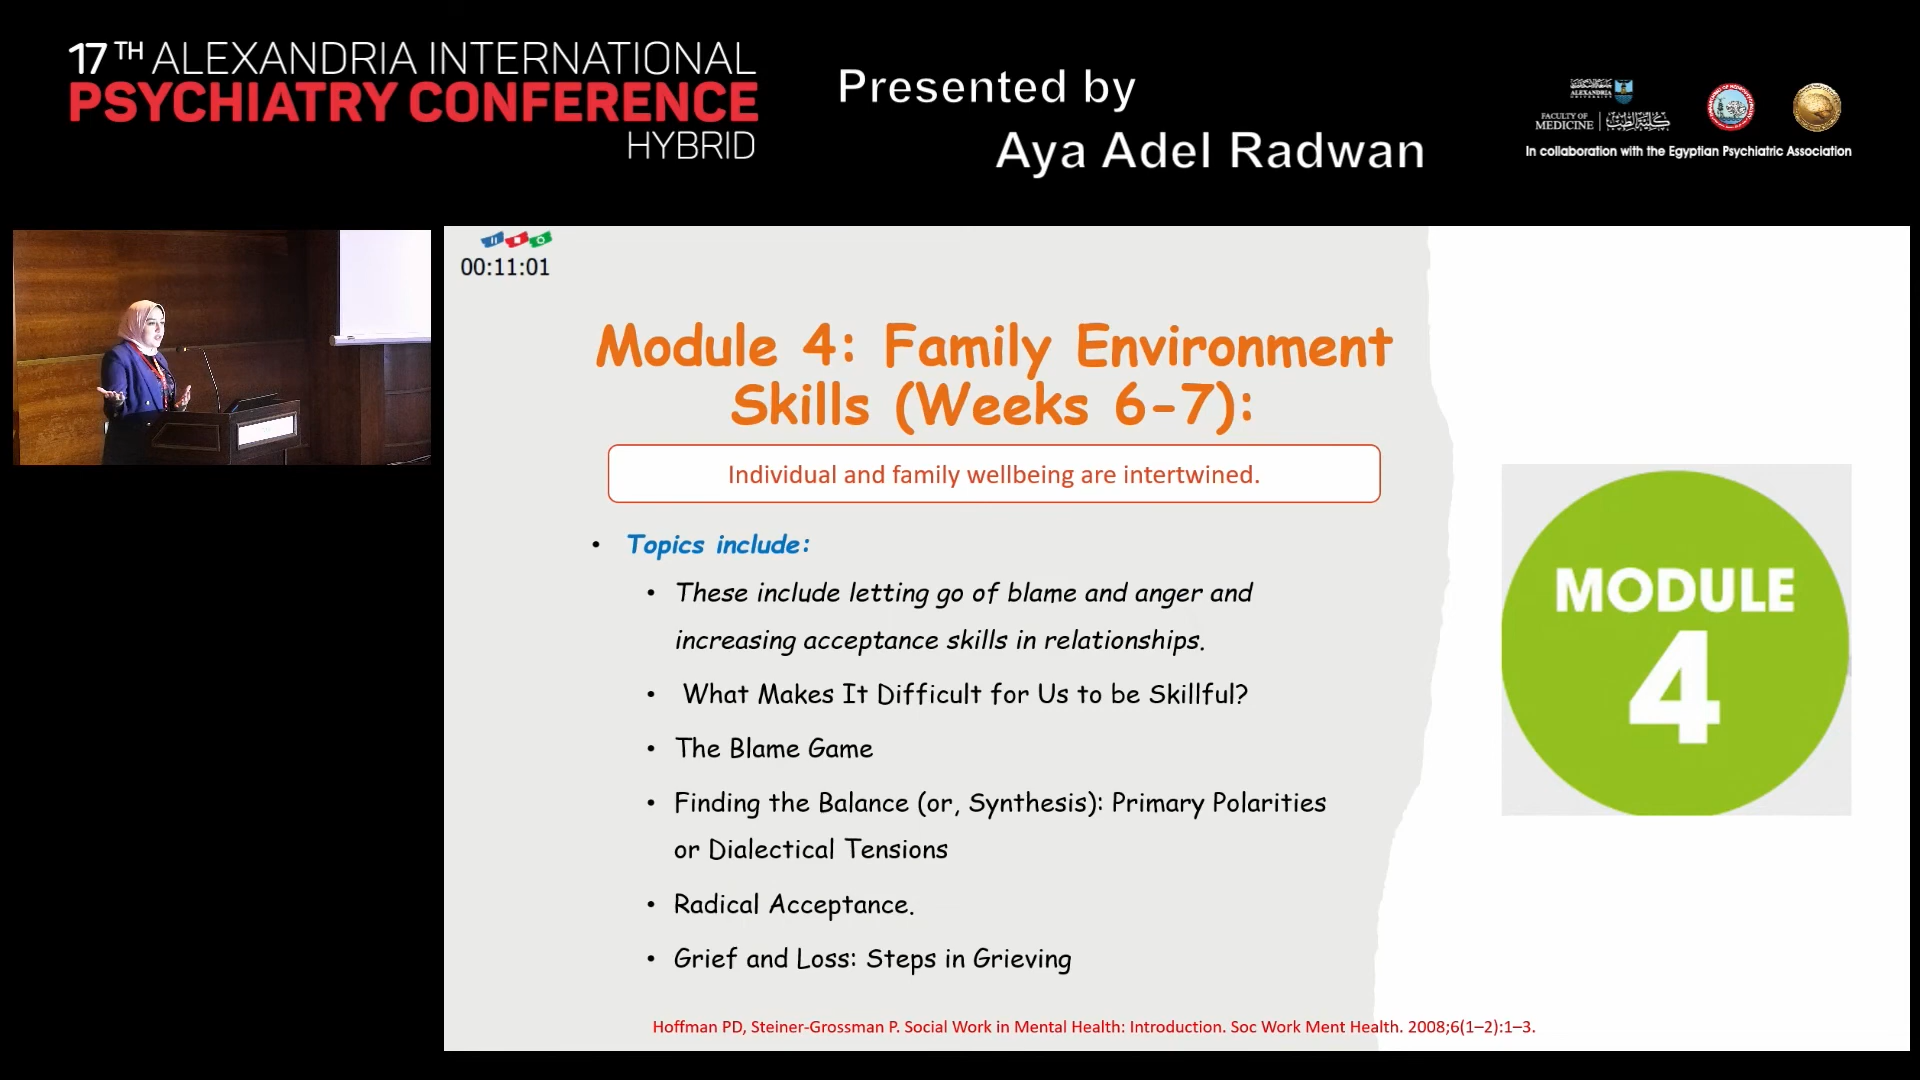 17TH ALEXANDRIA INTERNATIONAL
PSYCHIATRY CONFERENCE
HYBRID
Presented by
Aya Adel Radwan
ALEXANDRIA
FACULTY OF
MEDICINE
كلية الطب
In collaboration with the Egyptian Psychiatric Association
00:11:01
Module 4: Family Environment
Skills (Weeks 6-7):
Individual and family wellbeing are intertwined.
• Topics include:
• These include letting go of blame and anger and
increasing acceptance skills in relationships.
• What Makes It Difficult for Us to be Skillful?
• The Blame Game
• Finding the Balance (or, Synthesis): Primary Polarities
or Dialectical Tensions
• Radical Acceptance.
• Grief and Loss: Steps in Grieving
MODULE
4
Hoffman PD, Steiner-Grossman P. Social Work in Mental Health: Introduction. Soc Work Ment Health. 2008;6(1–2):1–3.